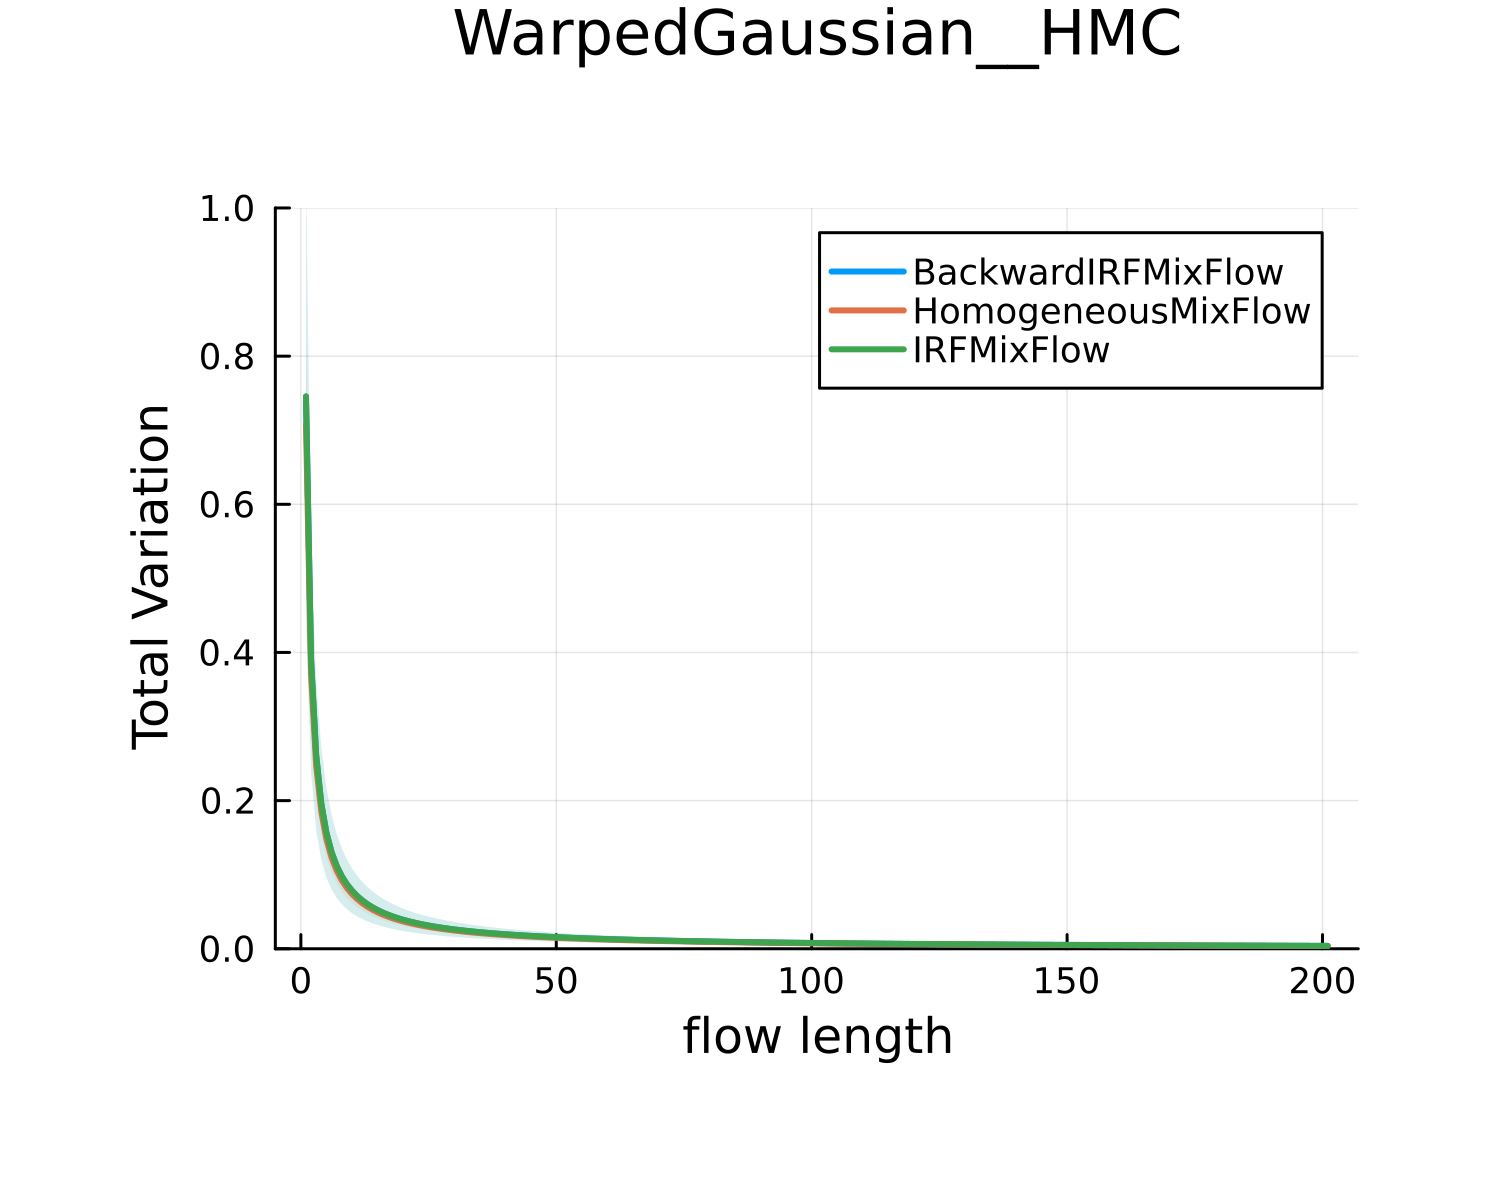 WarpedGaussian__HMC
1.0
0.8
0.6
0.4
0.2
0.0
Total Variation
BackwardIRFMixFlow
HomogeneousMixFlow
IRFMixFlow
0 50 100 150 200
flow length